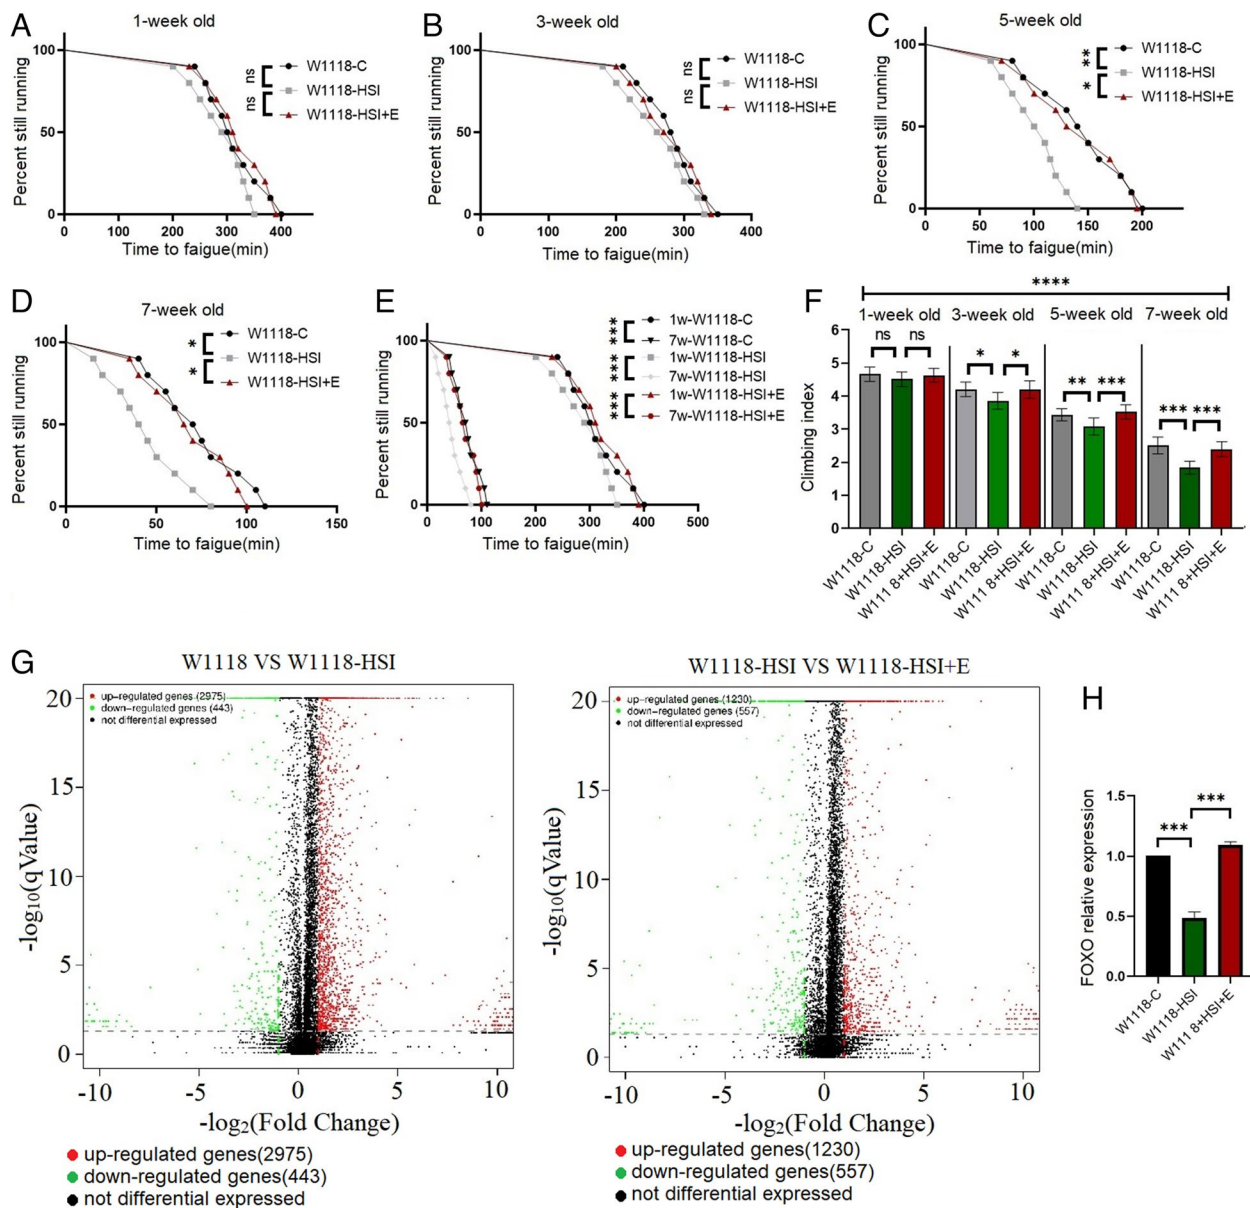 A
1-week old
Percent still running
100
50
0
0
100
200
300
400
Time to faigue(min)
ns
ns
W1118-C
W1118-HSI
W1118-HSI+E
B
3-week old
Percent still running
100
50
0
0
100
200
300
400
Time to faigue(min)
ns
ns
W1118-C
W1118-HSI
W1118-HSI+E
C
5-week old
Percent still running
100
50
0
0
50
100
150
200
Time to faigue(min)
**
*
W1118-C
W1118-HSI
W1118-HSI+E
D
7-week old
Percent still running
100
50
0
0
50
100
150
Time to faigue(min)
*
*
W1118-C
W1118-HSI
W1118-HSI+E
E
Percent still running
100
50
0
0
100
200
300
400
500
Time to faigue(min)
***
***
***
1w-W1118-C
7w-W1118-C
1w-W1118-HSI
7w-W1118-HSI
1w-W1118-HSI+E
7w-W1118-HSI+E
F
****
1-week old 3-week old 5-week old 7-week old
Climbing index
6
5
4
3
2
1
0
ns ns
* *
** ***
*** ***
W1118-C
W1118-HSI
W111 8+HSI+E
W1118-C
W1118-HSI
W111 8+HSI+E
W1118-C
W1118-HSI
W111 8+HSI+E
W1118-C
W1118-HSI
W111 8+HSI+E
G
W1118 VS W1118-HSI
up-regulated genes (2975)
down-regulated genes (443)
not differential expressed
-log10(qValue)
20
15
10
5
0
-10
-5
0
5
10
-log2(Fold Change)
up-regulated genes(2975)
down-regulated genes(443)
not differential expressed
W1118-HSI VS W1118-HSI+E
up-regulated genes (1230)
down-regulated genes (557)
not differential expressed
-log10(qValue)
20
15
10
5
0
-10
-5
0
5
10
-log2(Fold Change)
up-regulated genes(1230)
down-regulated genes(557)
not differential expressed
H
FOXO relative expression
1.5
1.0
0.5
0.0
***
***
W1118-C
W1118-HSI
W111 8+HSI+E